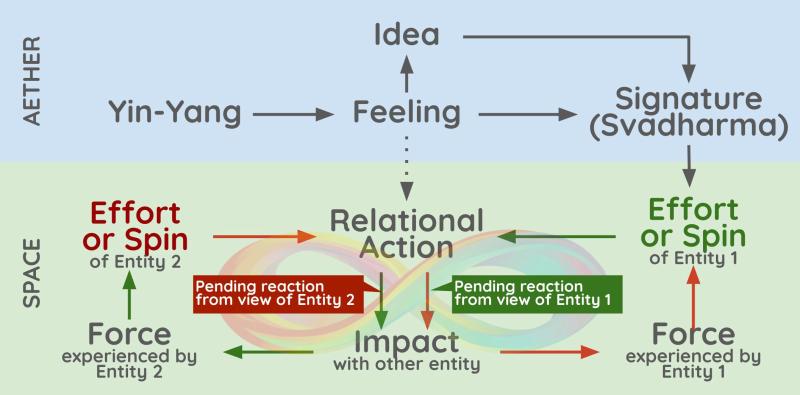 AETHER
Idea
Yin-Yang
Feeling
Signature
(Svadharma)
SPACE
Effort
or Spin
of Entity 2
Relational
Action
Effort
or Spin
of Entity 1
Pending reaction
from view of Entity 2
Pending reaction
from view of Entity 1
Force
experienced by
Entity 2
Impact
with other entity
Force
experienced by
Entity 1